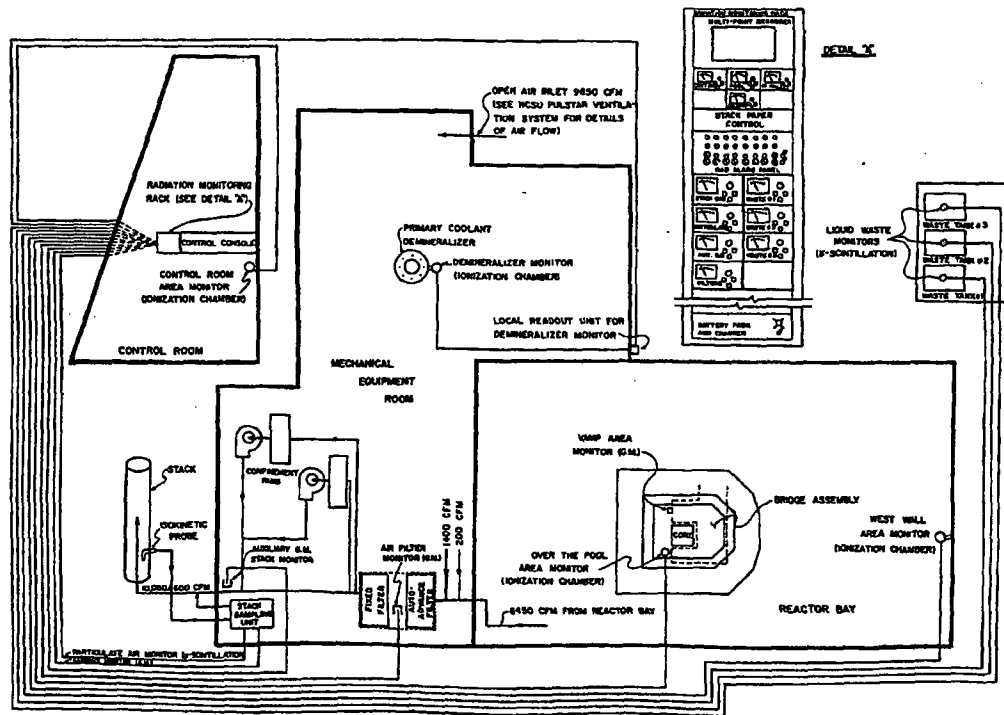 MULTI-POINT RECORDER
DETAIL "A"
STACK PAPER
CONTROL
RAD ALARM PANEL
BATTERY PACK
AND CHARGER
OPEN AIR INLET 9450 CFM
(SEE NCSU PULSTAR VENTILA-
TION SYSTEM FOR DETAILS
OF AIR FLOW)
RADIATION MONITORING
RACK (SEE DETAIL "A")
CONTROL CONSOLE
CONTROL ROOM
AREA MONITOR
(IONIZATION CHAMBER)
CONTROL ROOM
PRIMARY COOLANT
DEMINERALIZER
DEMINERALIZER MONITOR
(IONIZATION CHAMBER)
LOCAL READOUT UNIT FOR
DEMINERALIZER MONITOR
LIQUID WASTE
MONITORS
WASTE TANK #3
WASTE TANK #2
WASTE TANK #1
MECHANICAL
EQUIPMENT
ROOM
CONFINEMENT
FANS
STACK
ISOKINETIC
PROBE
AUXILIARY G.M.
STACK MONITOR
STACK
SAMPLING
UNIT
AIR FILTER
MONITOR (G.M.)
FIXED
FILTER
AUTO-
ADVANCE
FILTER
1400 CFM
200 CFM
8450 CFM FROM REACTOR BAY
AREA
MONITOR (G.M.)
CORE
BRIDGE ASSEMBLY
OVER THE POOL
AREA MONITOR
(IONIZATION CHAMBER)
WEST WALL
AREA MONITOR
(IONIZATION CHAMBER)
REACTOR BAY
PARTICULATE AIR MONITOR